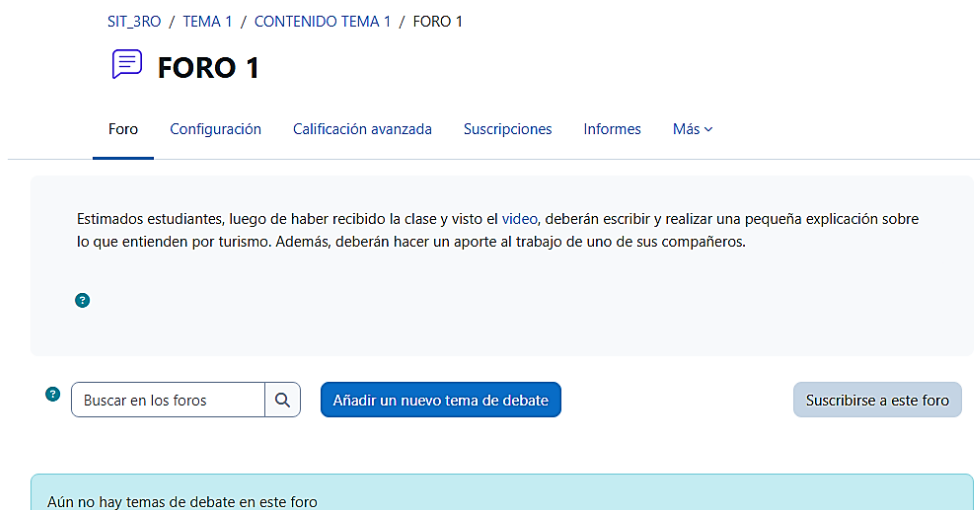 SIT_3RO / TEMA 1 / CONTENIDO TEMA 1 / FORO 1
FORO 1
Foro Configuración Calificación avanzada Suscripciones Informes Más
Estimados estudiantes, luego de haber recibido la clase y visto el video, deberán escribir y realizar una pequeña explicación sobre
lo que entienden por turismo. Además, deberán hacer un aporte al trabajo de uno de sus compañeros.
?
? Buscar en los foros Añadir un nuevo tema de debate Suscribirse a este foro
Aún no hay temas de debate en este foro